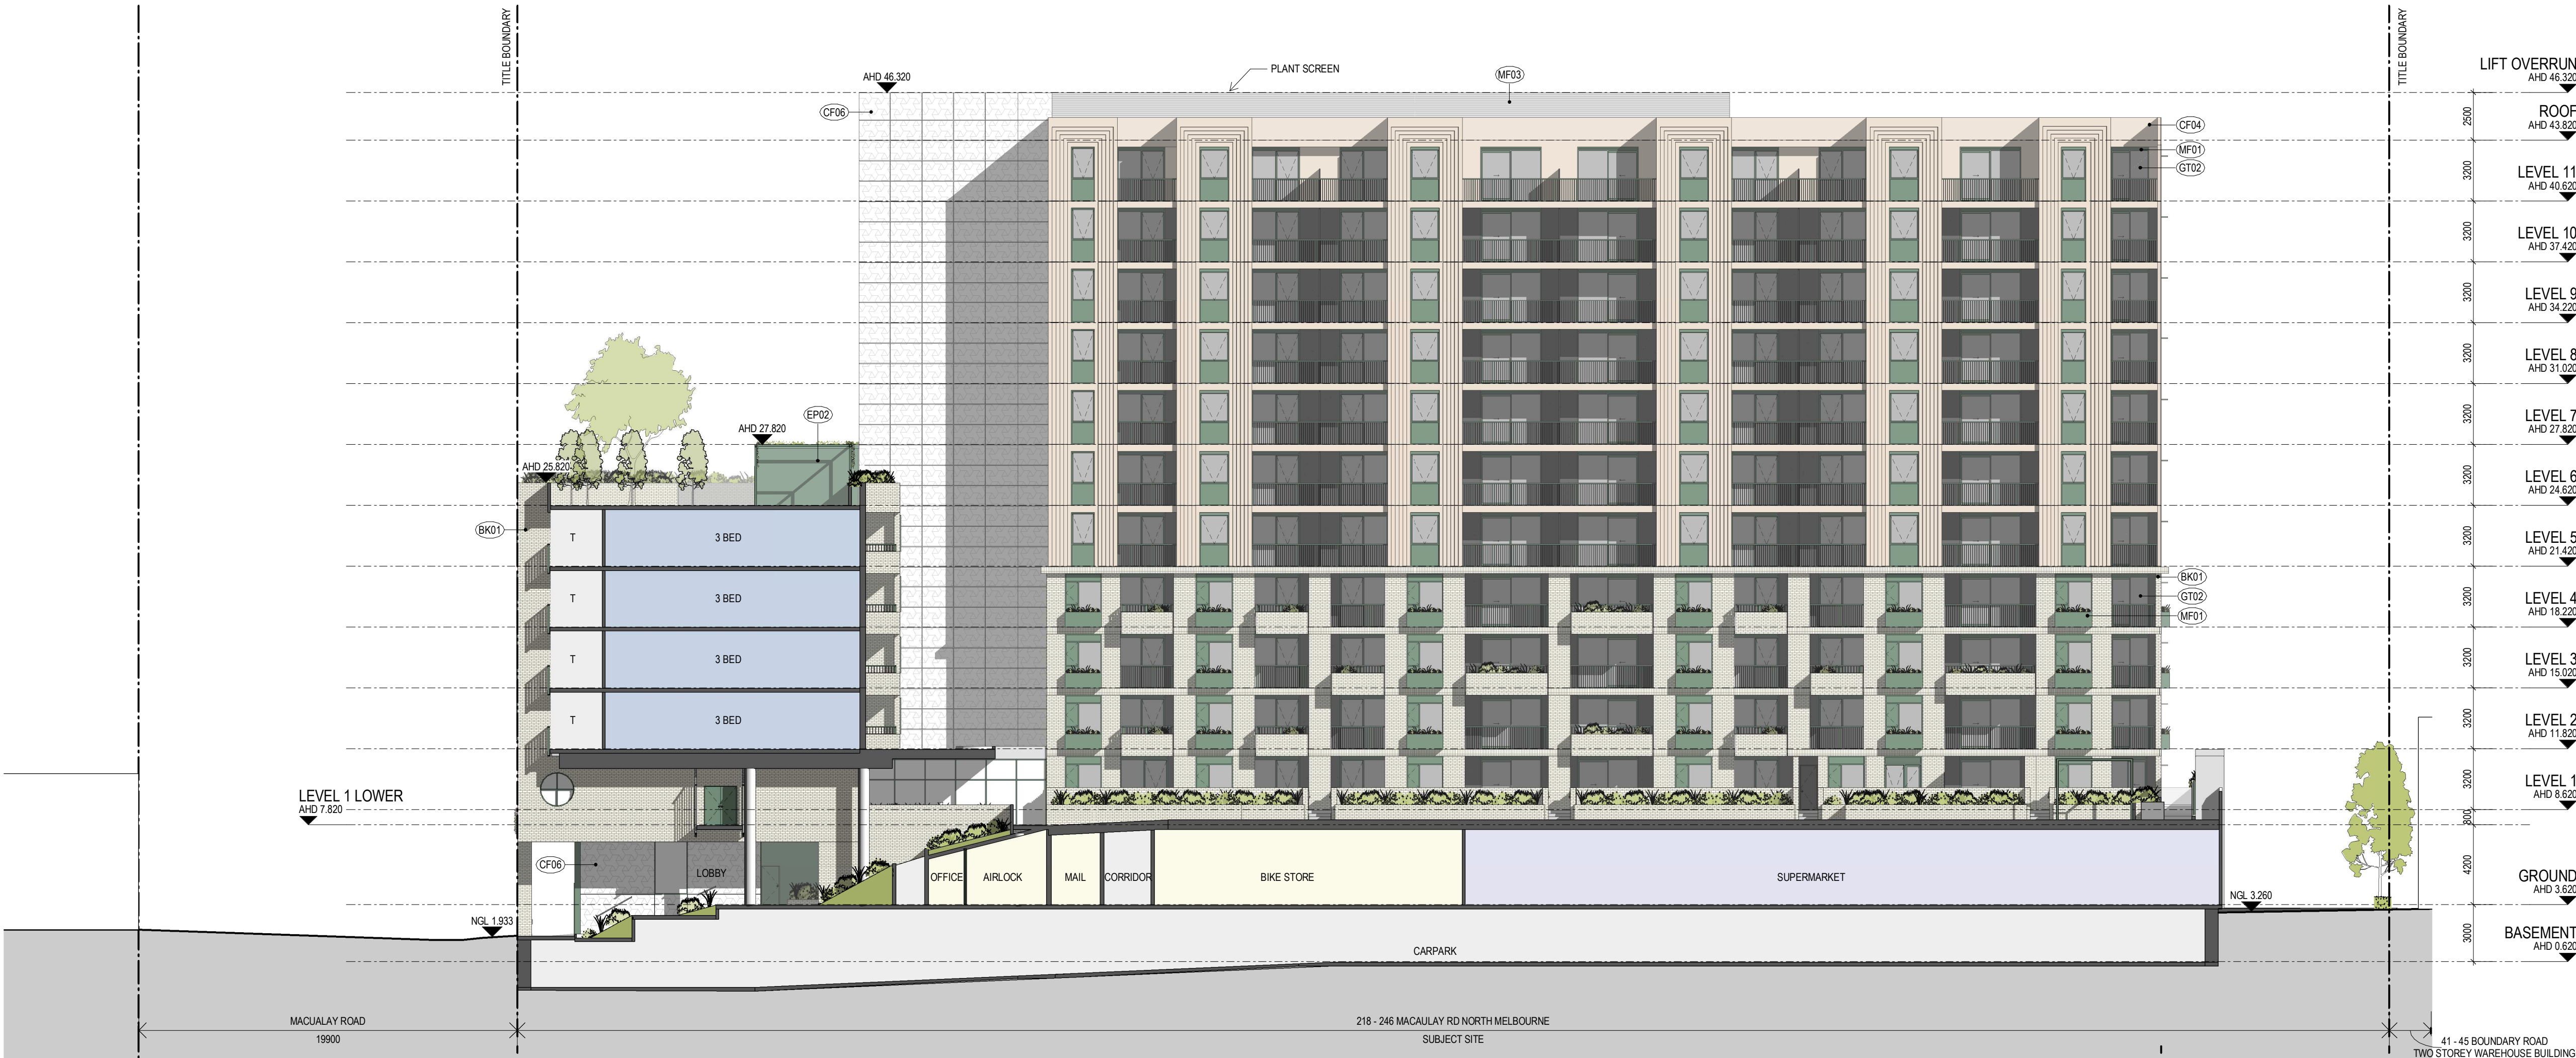 TITLE BOUNDARY
TITLE BOUNDARY
PLANT SCREEN
MF03
AHD 46.320
CF06
LIFT OVERRUN
AHD 46.320
2500
ROOF
AHD 43.820
CF04
MF01
GT02
3200
LEVEL 11
AHD 40.620
3200
LEVEL 10
AHD 37.420
3200
LEVEL 9
AHD 34.220
3200
LEVEL 8
AHD 31.020
3200
LEVEL 7
AHD 27.820
3200
LEVEL 6
AHD 24.620
3200
LEVEL 5
AHD 21.420
3200
LEVEL 4
AHD 18.220
3200
LEVEL 3
AHD 15.020
3200
LEVEL 2
AHD 11.820
3200
LEVEL 1
AHD 8.620
800
4200
GROUND
AHD 3.620
3000
BASEMENT
AHD 0.620
EP02
AHD 27.820
AHD 25.820
BK01
T
3 BED
T
3 BED
T
3 BED
T
3 BED
BK01
GT02
MF01
LEVEL 1 LOWER
AHD 7.820
CF06
LOBBY
OFFICE
AIRLOCK
MAIL
CORRIDOR
BIKE STORE
SUPERMARKET
NGL 1.933
NGL 3.260
CARPARK
MACUALAY ROAD
19900
218 - 246 MACAULAY RD NORTH MELBOURNE
SUBJECT SITE
41 - 45 BOUNDARY ROAD
TWO STOREY WAREHOUSE BUILDING